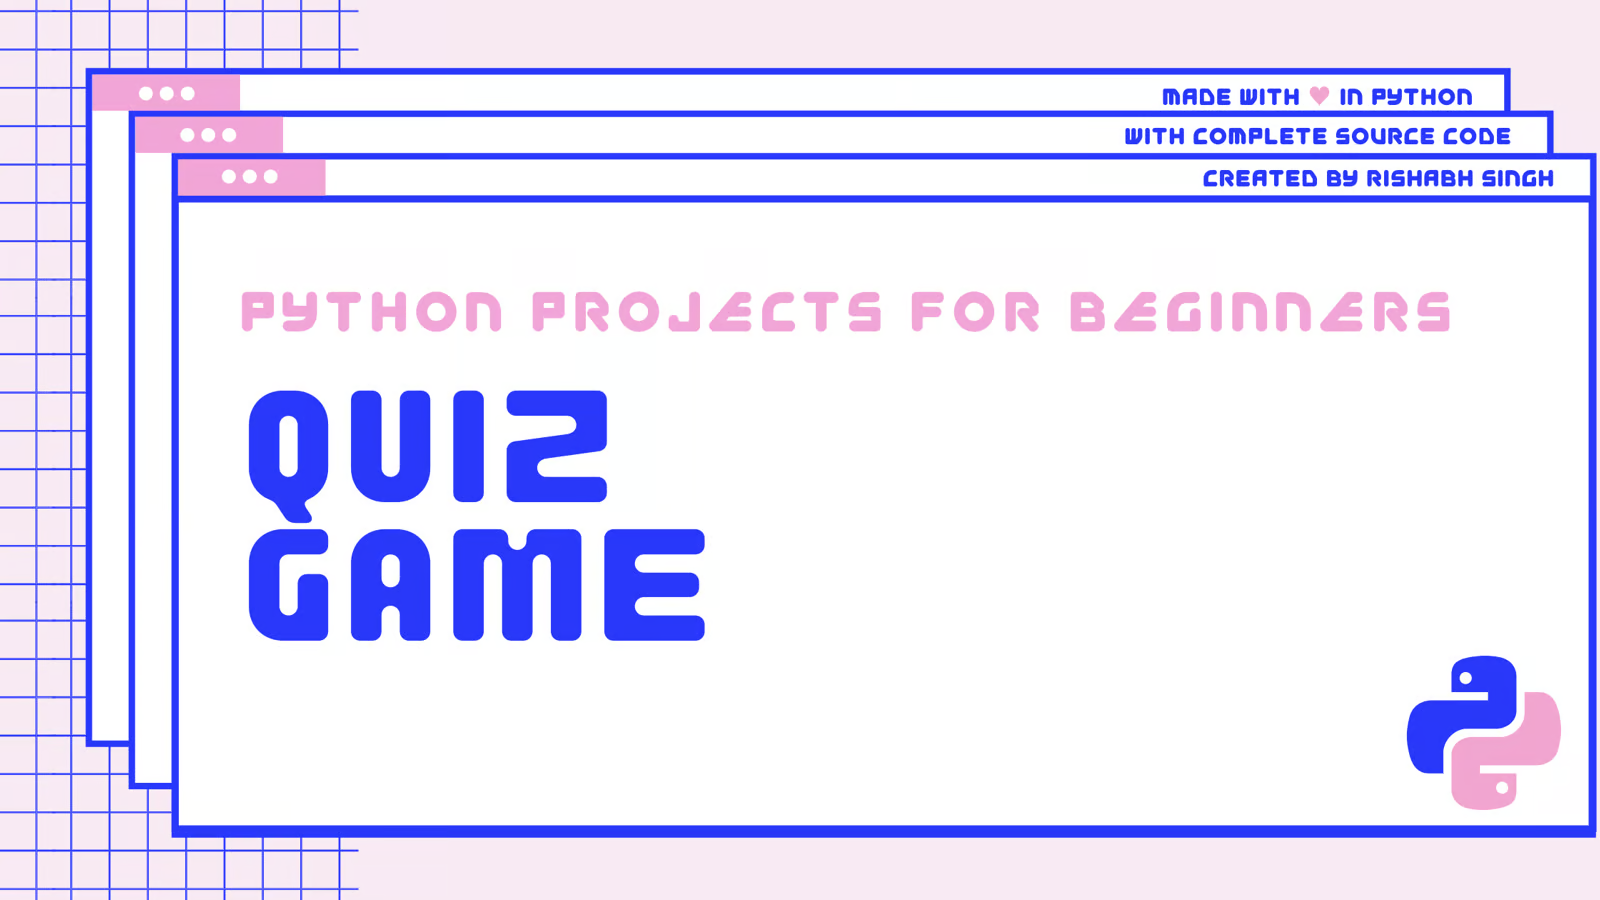 MADE WITH ♥ IN PYTHON
WITH COMPLETE SOURCE CODE
CREATED BY RISHABH SINGH
PYTHON PROJECTS FOR BEGINNERS
QUIZ
GAME